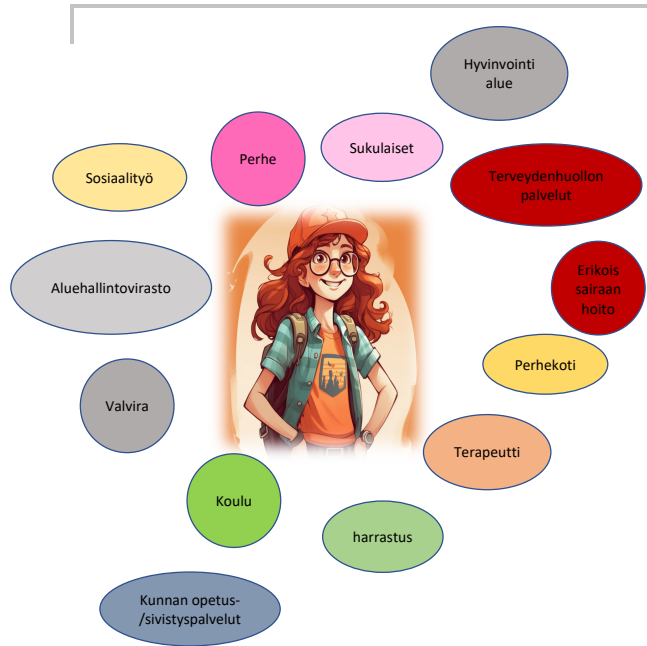 Hyvinvointi
alue
Perhe
Sukulaiset
Sosiaalityö
Terveydenhuollon
palvelut
Aluehallintovirasto
Erikois
sairaan
hoito
Perhekoti
Valvira
Terapeutti
Koulu
harrastus
Kunnan opetus-
/sivistyspalvelut